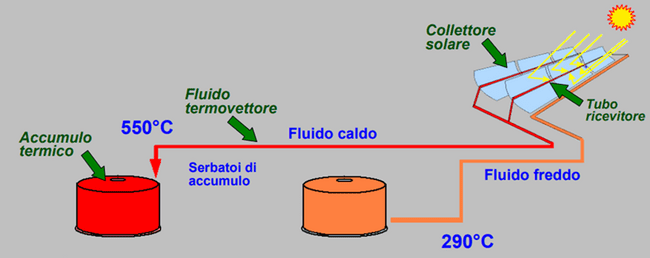 Collettore
solare
Tubo
ricevitore
Fluido
termovettore
Accumulo
termico
550°C
Fluido caldo
Serbatoi di
accumulo
Fluido freddo
290°C